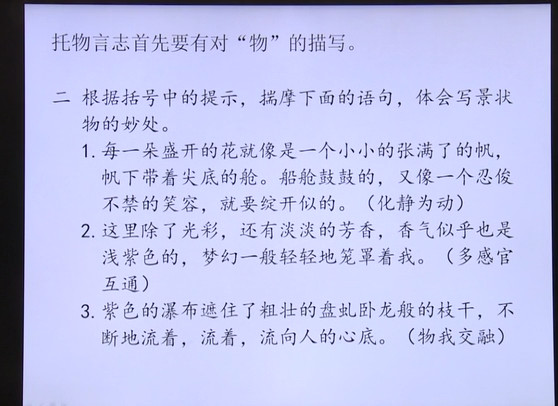 托物言志首先要有对“物”的描写。
二 根据括号中的提示，揣摩下面的语句，体会写景状
物的妙处。
1. 每一朵盛开的花就像是一个小小的张满了的帆，
帆下带着尖底的舱。船舱鼓鼓的，又像一个忍俊
不禁的笑容，就要绽开似的。（化静为动）
2. 这里除了光彩，还有淡淡的芳香，香气似乎也是
浅紫色的，梦幻一般轻轻地笼罩着我。（多感官
互通）
3. 紫色的瀑布遮住了粗壮的盘虬卧龙般的枝干，不
断地流着，流着，流向人的心底。（物我交融）